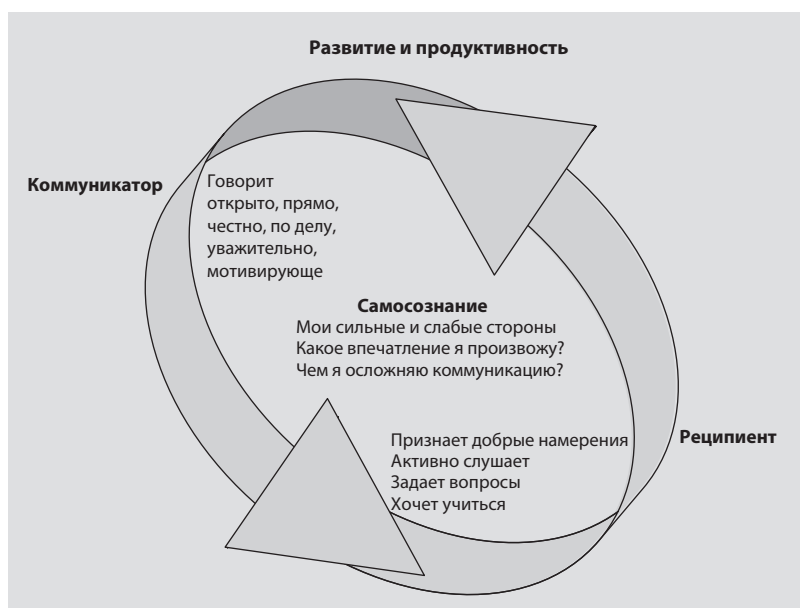 Развитие и продуктивность
Коммуникатор
Говорит
открыто, прямо,
честно, по делу,
уважительно,
мотивирующе
Самосознание
Мои сильные и слабые стороны
Какое впечатление я произвожу?
Чем я осложняю коммуникацию?
Признает добрые намерения
Активно слушает
Задает вопросы
Хочет учиться
Реципиент